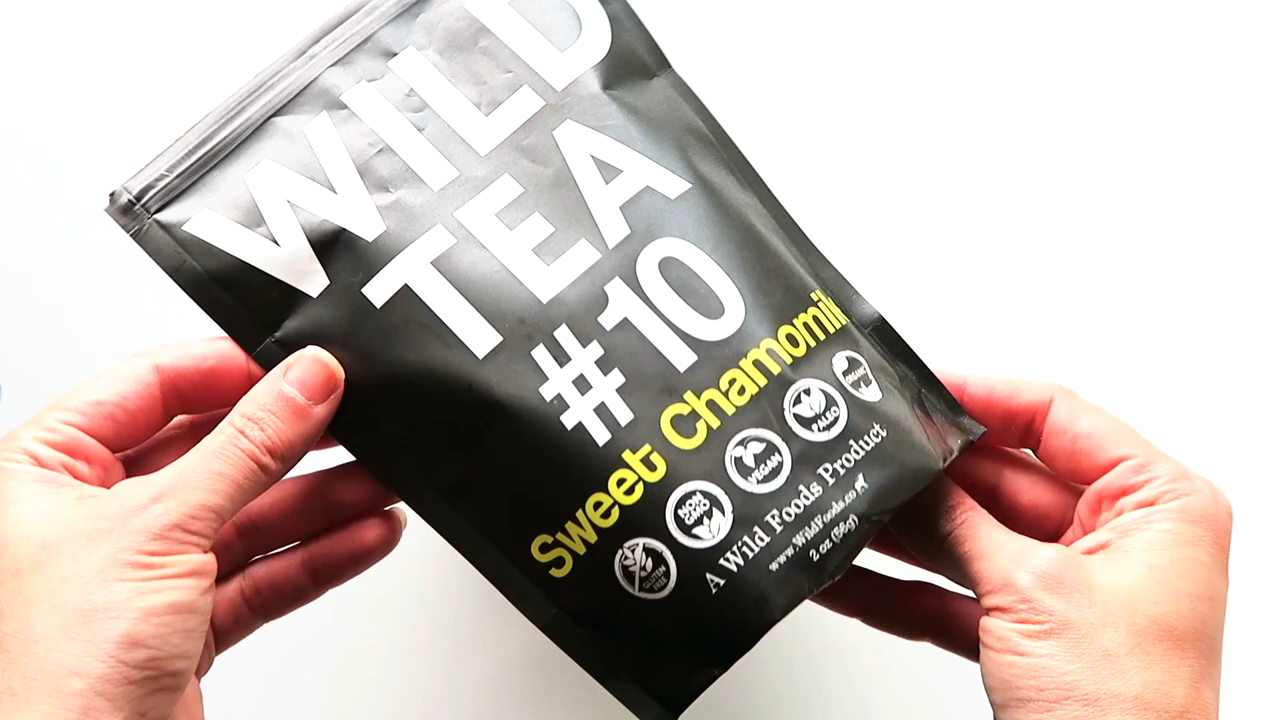 WILD
TEA
#10
Sweet Chamomile
GLUTEN
FREE
NON
GMO
VEGAN
PALEO
ORGANIC
A Wild Foods Product
www.WildFoods.co
2 oz (56g)